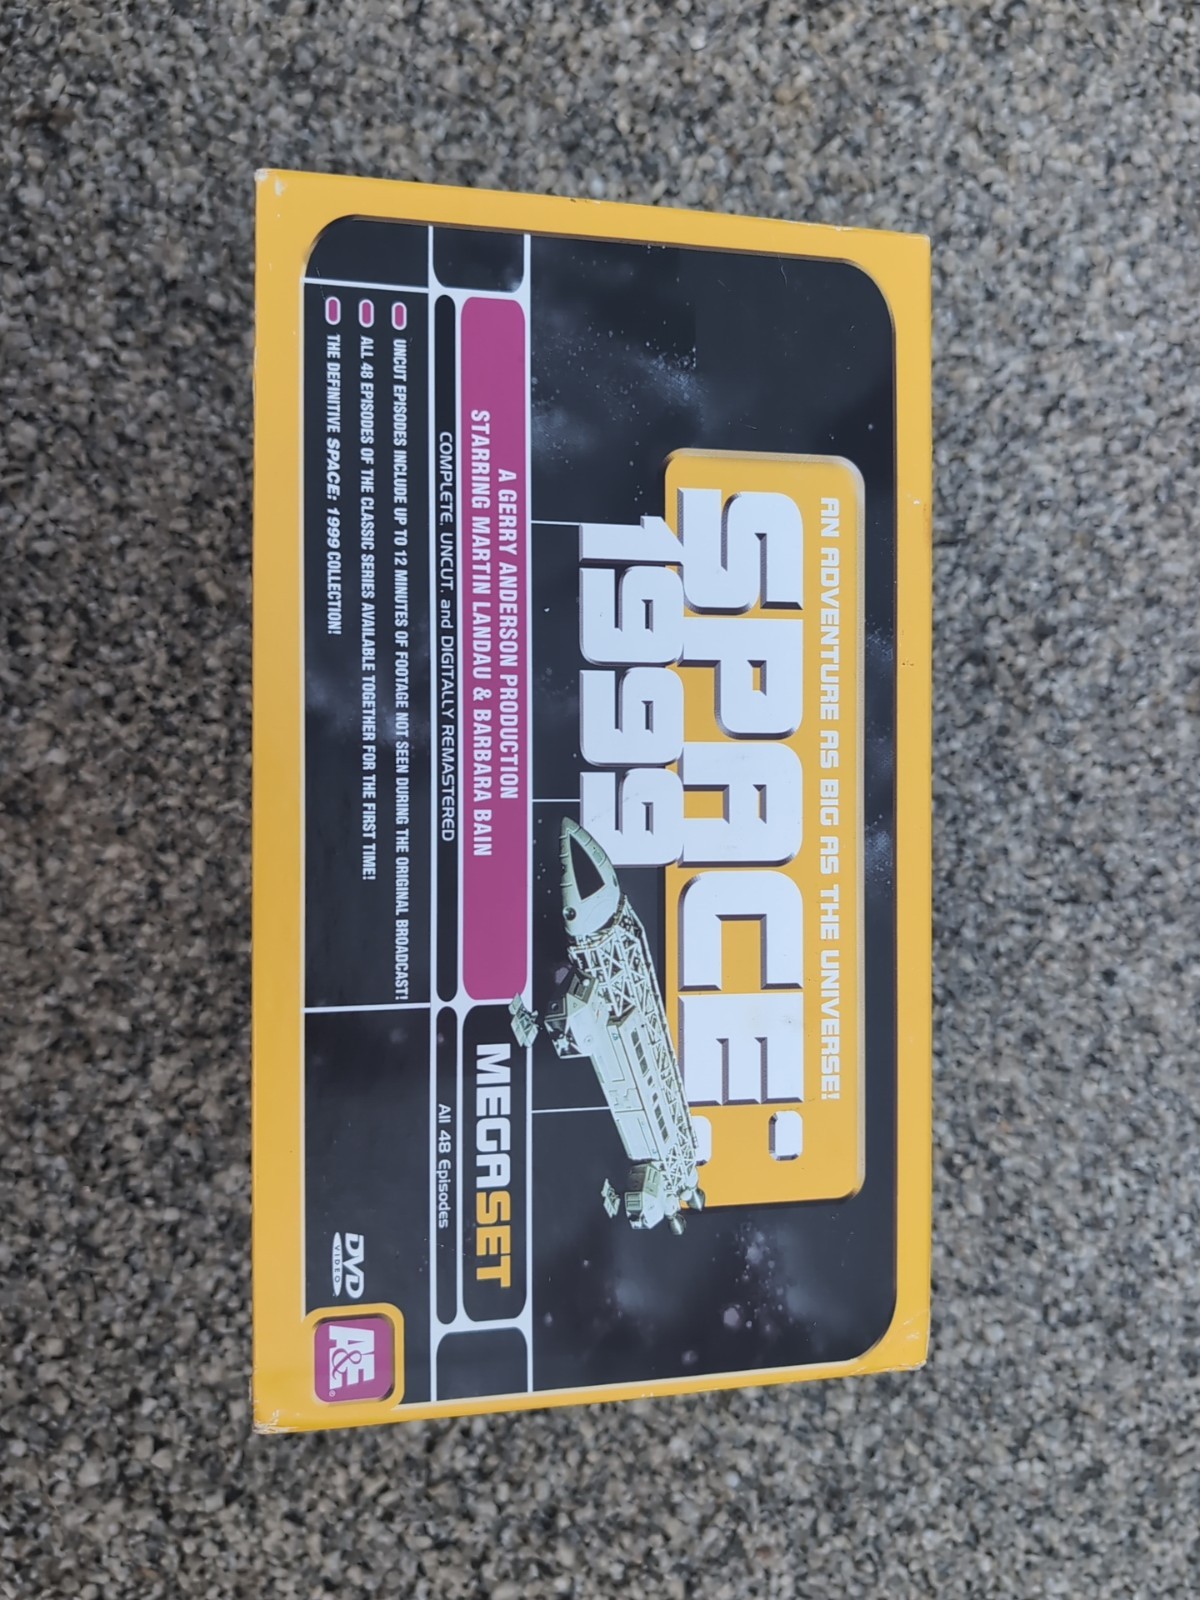 AN ADVENTURE AS BIG AS THE UNIVERSE!
SPACE:
1999
A GERRY ANDERSON PRODUCTION
STARRING MARTIN LANDAU & BARBARA BAIN
MEGASET
COMPLETE, UNCUT, and DIGITALLY REMASTERED
All 48 Episodes
UNCUT EPISODES INCLUDE UP TO 12 MINUTES OF FOOTAGE NOT SEEN DURING THE ORIGINAL BROADCAST!
ALL 48 EPISODES OF THE CLASSIC SERIES AVAILABLE TOGETHER FOR THE FIRST TIME!
THE DEFINITIVE SPACE: 1999 COLLECTION!
DVD
VIDEO
A&E®